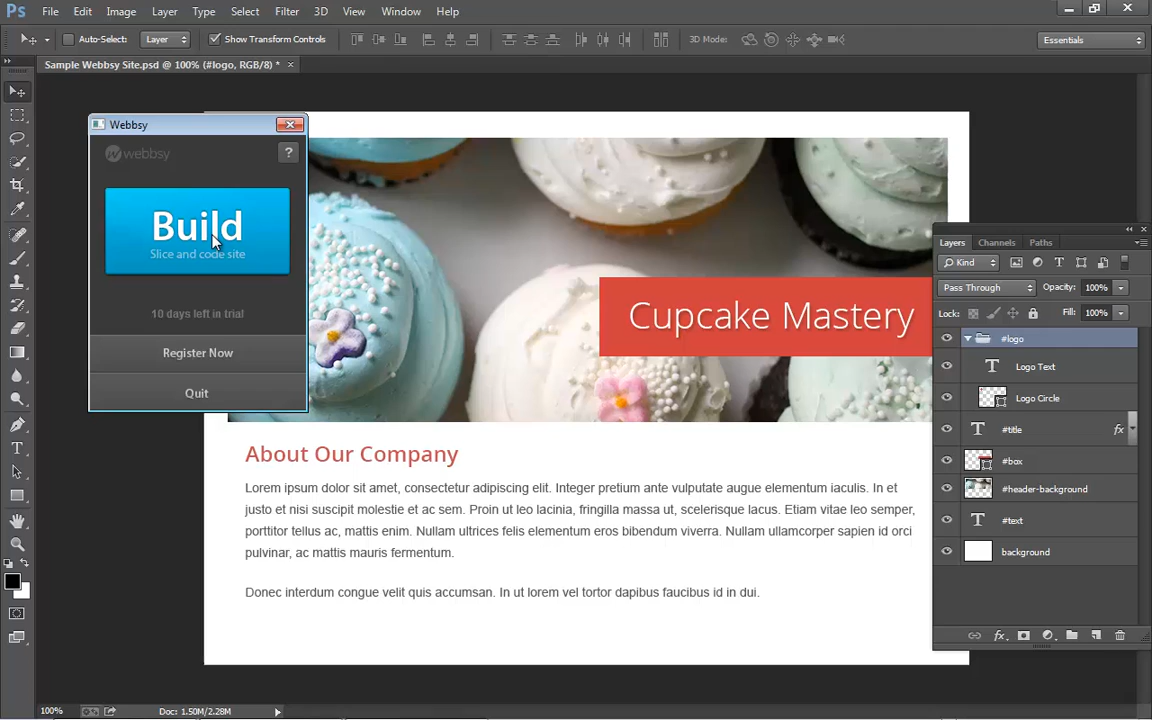 Ps File Edit Image Layer Type Select Filter 3D View Window Help
Auto-Select: Layer Show Transform Controls 3D Mode: Essentials
Sample Webbsy Site.psd @ 100% (#logo, RGB/8) * ×
Webbsy
webbsy ?
Build
Slice and code site
10 days left in trial
Register Now
Quit
Cupcake Mastery
About Our Company
Lorem ipsum dolor sit amet, consectetur adipiscing elit. Integer pretium ante vulputate augue elementum iaculis. In et
justo et nisi suscipit molestie et ac sem. Proin ut leo lacinia, fringilla massa ut, scelerisque lacus. Etiam vitae leo semper,
porttitor tellus ac, mattis enim. Nullam ultrices felis elementum eros bibendum viverra. Nullam ullamcorper sapien id orci
pulvinar, ac mattis mauris fermentum.
Donec interdum congue velit quis accumsan. In ut lorem vel tortor dapibus faucibus id in dui.
Layers Channels Paths
Kind
Pass Through Opacity: 100%
Lock: Fill: 100%
#logo
Logo Text
Logo Circle
#title fx
#box
#header-background
#text
background
fx
100% Doc: 1.50M/2.28M